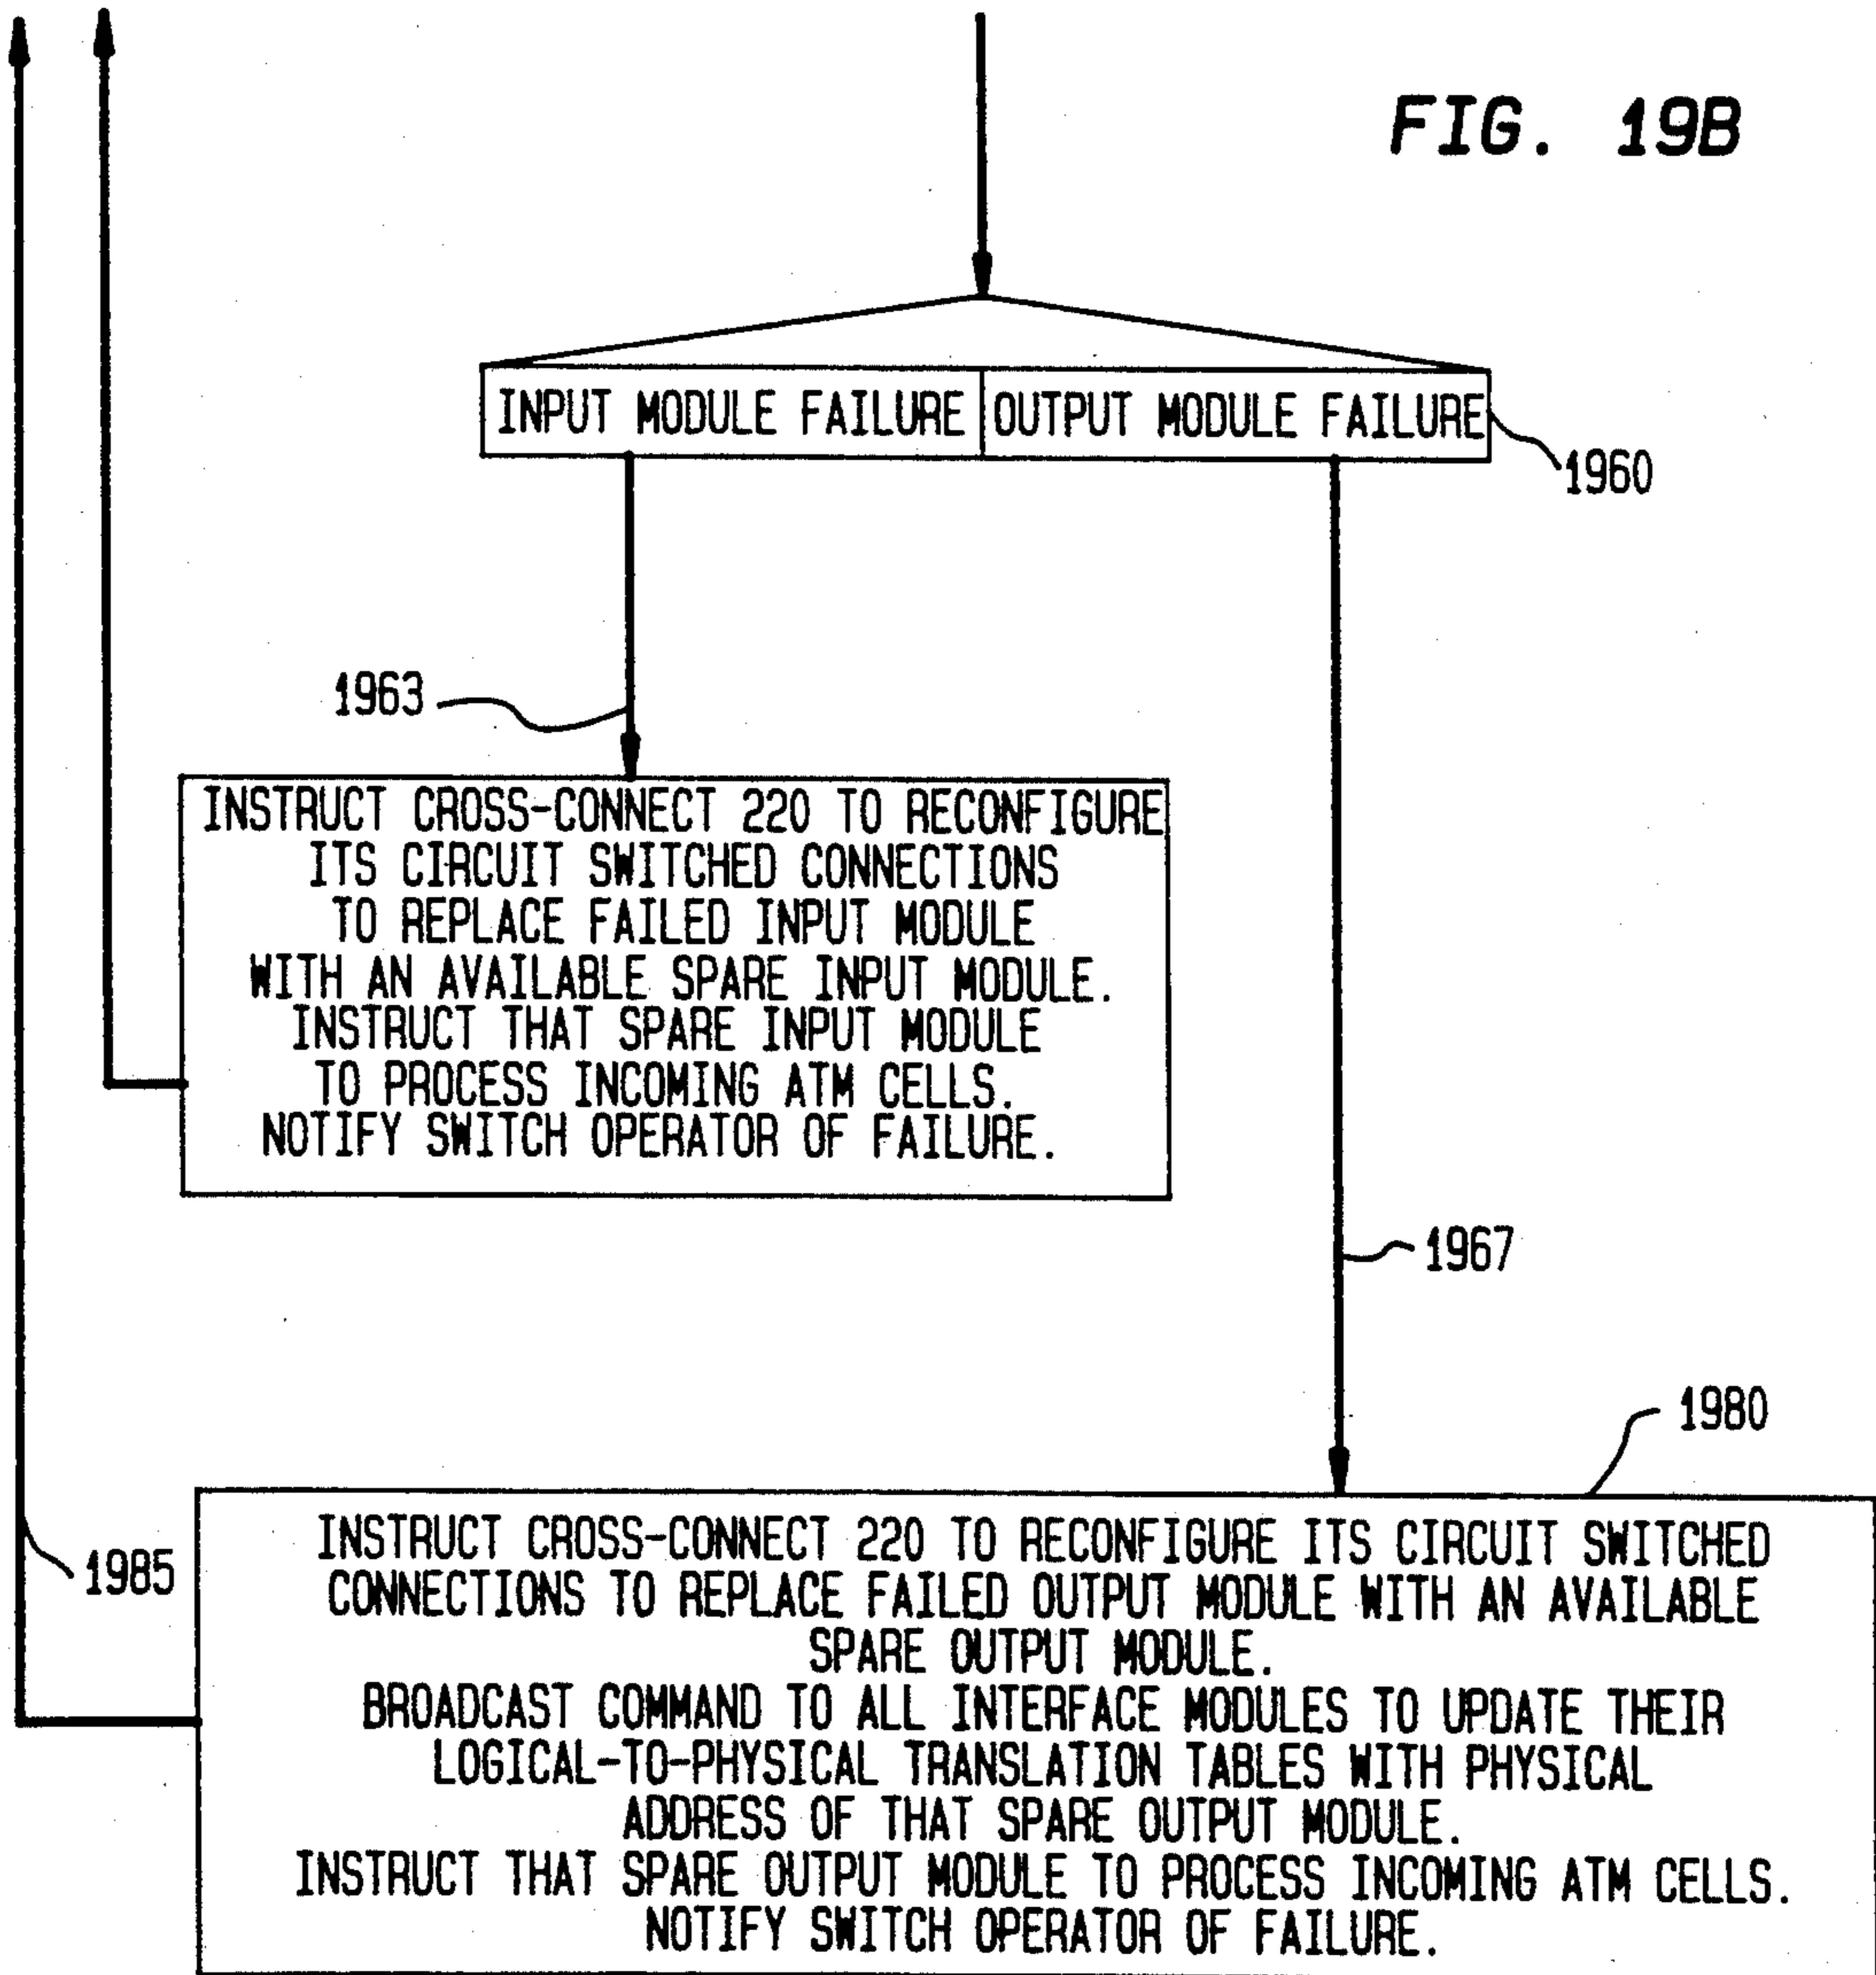 FIG. 19B
INPUT MODULE FAILURE OUTPUT MODULE FAILURE
1960
1963
INSTRUCT CROSS-CONNECT 220 TO RECONFIGURE
ITS CIRCUIT SWITCHED CONNECTIONS
TO REPLACE FAILED INPUT MODULE
WITH AN AVAILABLE SPARE INPUT MODULE.
INSTRUCT THAT SPARE INPUT MODULE
TO PROCESS INCOMING ATM CELLS.
NOTIFY SWITCH OPERATOR OF FAILURE.
1967
1980
1985
INSTRUCT CROSS-CONNECT 220 TO RECONFIGURE ITS CIRCUIT SWITCHED
CONNECTIONS TO REPLACE FAILED OUTPUT MODULE WITH AN AVAILABLE
SPARE OUTPUT MODULE.
BROADCAST COMMAND TO ALL INTERFACE MODULES TO UPDATE THEIR
LOGICAL-TO-PHYSICAL TRANSLATION TABLES WITH PHYSICAL
ADDRESS OF THAT SPARE OUTPUT MODULE.
INSTRUCT THAT SPARE OUTPUT MODULE TO PROCESS INCOMING ATM CELLS.
NOTIFY SWITCH OPERATOR OF FAILURE.